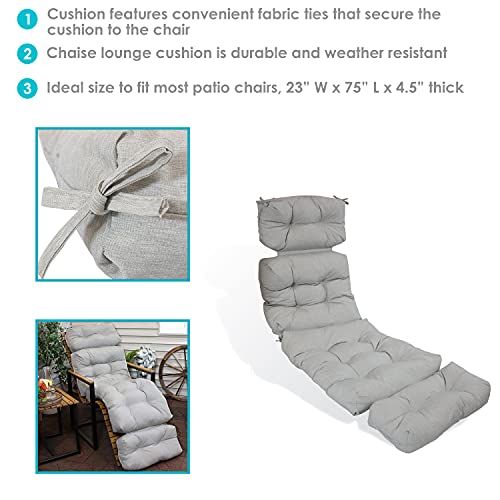 1 Cushion features convenient fabric ties that secure the
cushion to the chair
2 Chaise lounge cushion is durable and weather resistant
3 Ideal size to fit most patio chairs, 23" W x 75" L x 4.5" thick